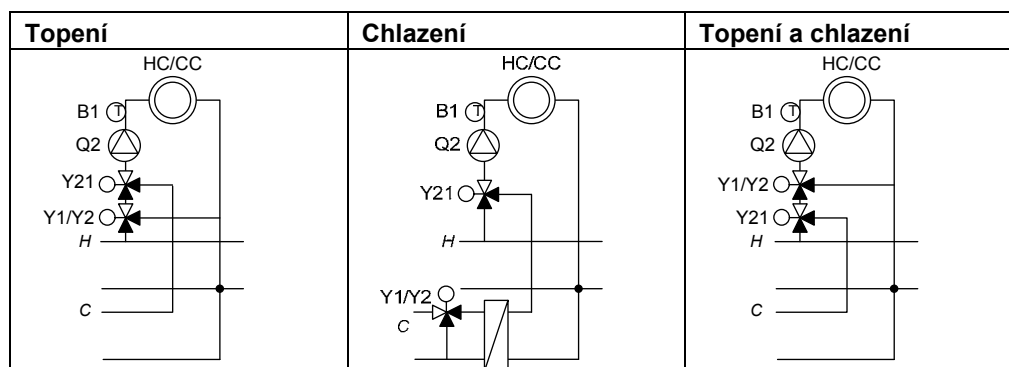 Topení
HC/CC
B1 T
Q2
Y21
Y1/Y2
H
C
Chlazení
HC/CC
B1 T
Q2
Y21
H
Y1/Y2
C
Topení a chlazení
HC/CC
B1 T
Q2
Y1/Y2
Y21
H
C